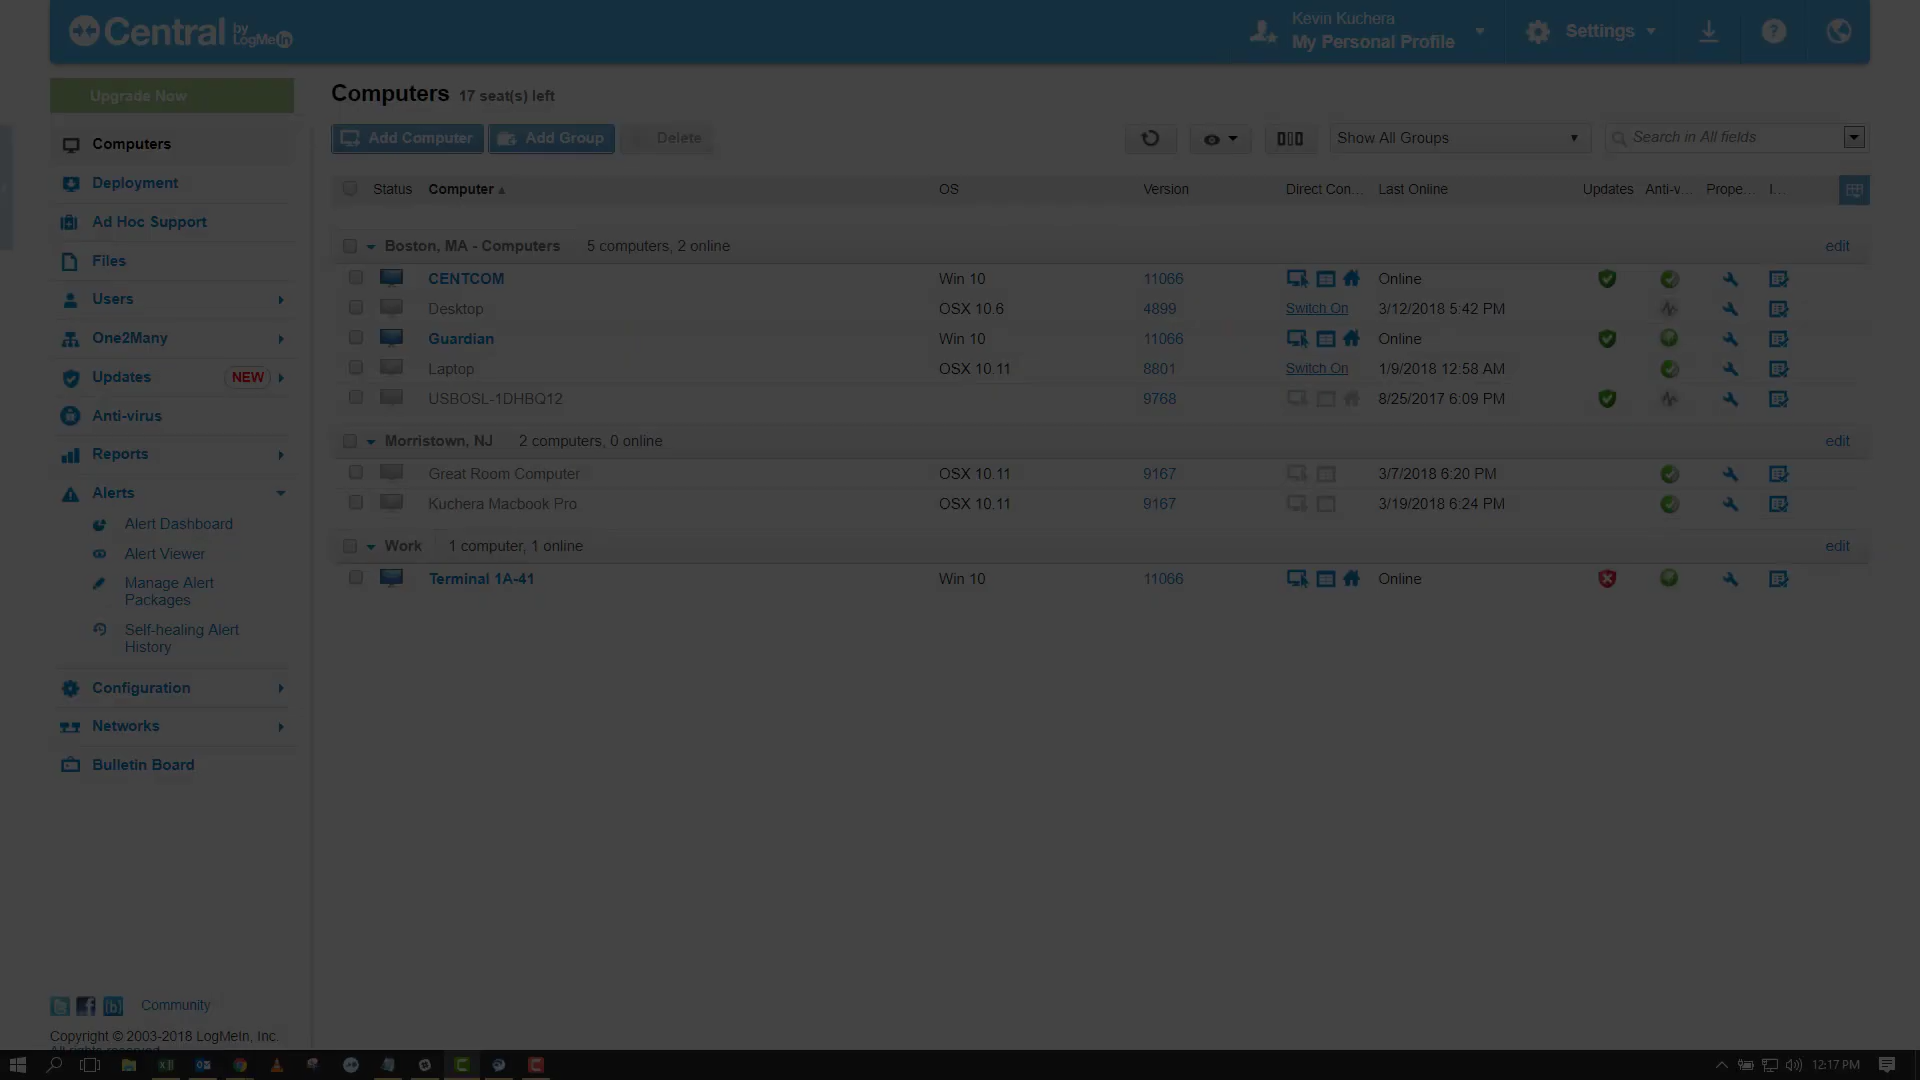 Central by LogMeIn
Kevin Kuchera
My Personal Profile
Settings
?
Upgrade Now
Computers
Deployment
Ad Hoc Support
Files
Users
One2Many
Updates NEW
Anti-virus
Reports
Alerts
Alert Dashboard
Alert Viewer
Manage Alert
Packages
Self-healing Alert
History
Configuration
Networks
Bulletin Board
Community
Copyright © 2003-2018 LogMeIn, Inc.
All rights reserved
Computers 17 seat(s) left
Add Computer Add Group Delete
Show All Groups Search in All fields
Status Computer OS Version Direct Con... Last Online Updates Anti-v... Prope... I...
Boston, MA - Computers 5 computers, 2 online edit
CENTCOM Win 10 11066 Online
Desktop OSX 10.6 4899 Switch On 3/12/2018 5:42 PM
Guardian Win 10 11066 Online
Laptop OSX 10.11 8801 Switch On 1/9/2018 12:58 AM
USBOSL-1DHBQ12 9768 8/25/2017 6:09 PM
Morristown, NJ 2 computers, 0 online edit
Great Room Computer OSX 10.11 9167 3/7/2018 6:20 PM
Kuchera Macbook Pro OSX 10.11 9167 3/19/2018 6:24 PM
Work 1 computer, 1 online edit
Terminal 1A-41 Win 10 11066 Online
12:17 PM